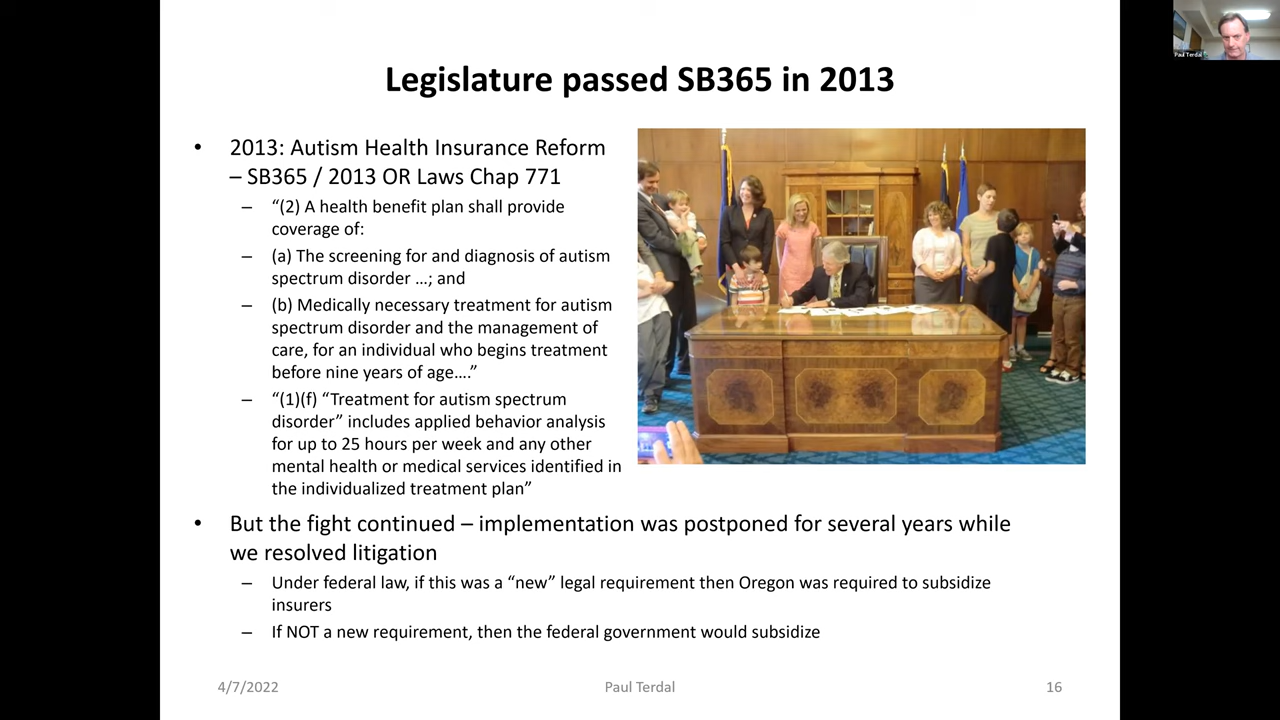 Paul Terdal
Legislature passed SB365 in 2013
• 2013: Autism Health Insurance Reform
– SB365 / 2013 OR Laws Chap 771
– “(2) A health benefit plan shall provide
coverage of:
– (a) The screening for and diagnosis of autism
spectrum disorder …; and
– (b) Medically necessary treatment for autism
spectrum disorder and the management of
care, for an individual who begins treatment
before nine years of age….”
– “(1)(f) “Treatment for autism spectrum
disorder” includes applied behavior analysis
for up to 25 hours per week and any other
mental health or medical services identified in
the individualized treatment plan”
• But the fight continued – implementation was postponed for several years while
we resolved litigation
– Under federal law, if this was a “new” legal requirement then Oregon was required to subsidize
insurers
– If NOT a new requirement, then the federal government would subsidize
4/7/2022
Paul Terdal
16